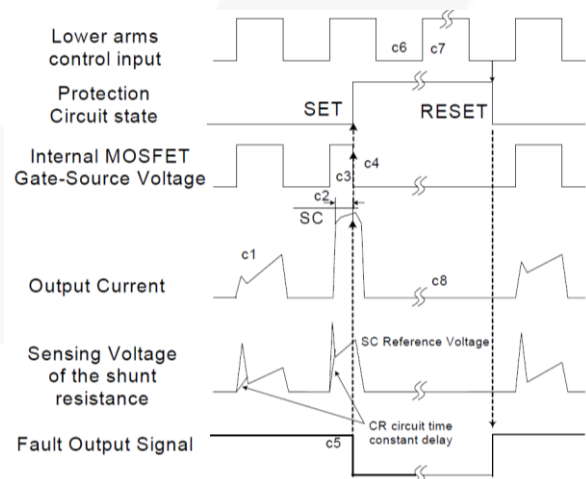 Lower arms
control input
c6 c7
Protection
Circuit state
SET
RESET
Internal MOSFET
Gate-Source Voltage
c4
c3
c2
SC
c1
Output Current
c8
SC Reference Voltage
Sensing Voltage
of the shunt
resistance
CR circuit time
constant delay
Fault Output Signal
c5